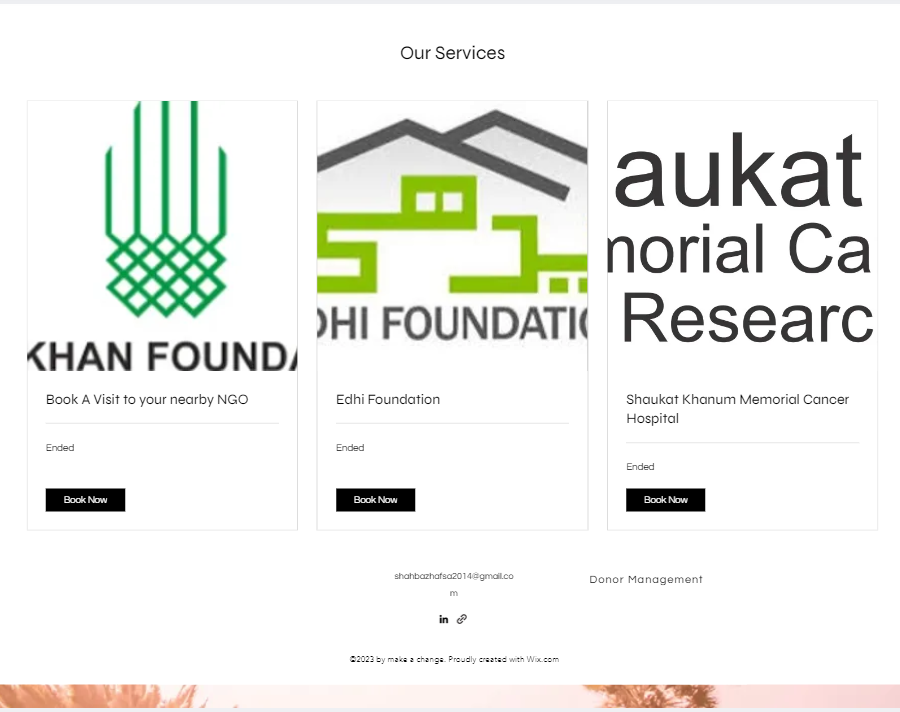 Our Services
KHAN FOUNDA
DHI FOUNDATIO
aukat
morial Ca
Researc
Book A Visit to your nearby NGO
Ended
Book Now
Edhi Foundation
Ended
Book Now
Shaukat Khanum Memorial Cancer
Hospital
Ended
Book Now
shahbazhafsa2014@gmail.co
m
Donor Management
in
©2023 by make a change. Proudly created with Wix.com